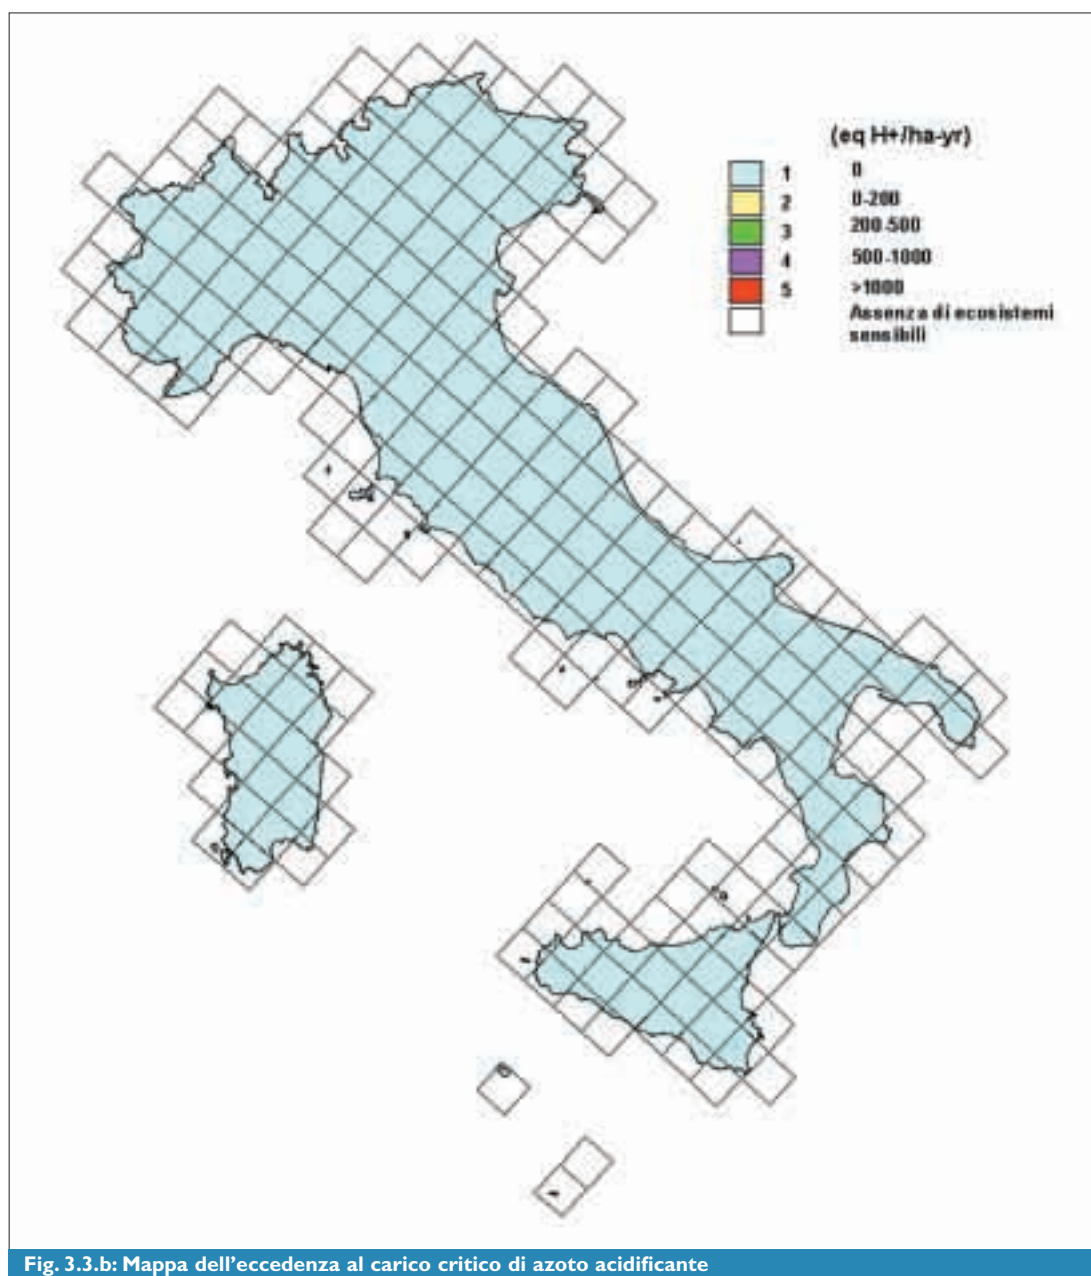 (eq H+/ha-yr)
1 0
2 0-200
3 200-500
4 500-1000
5 >1000
Assenza di ecosistemi
sensibili
Fig. 3.3.b: Mappa dell'eccedenza al carico critico di azoto acidificante